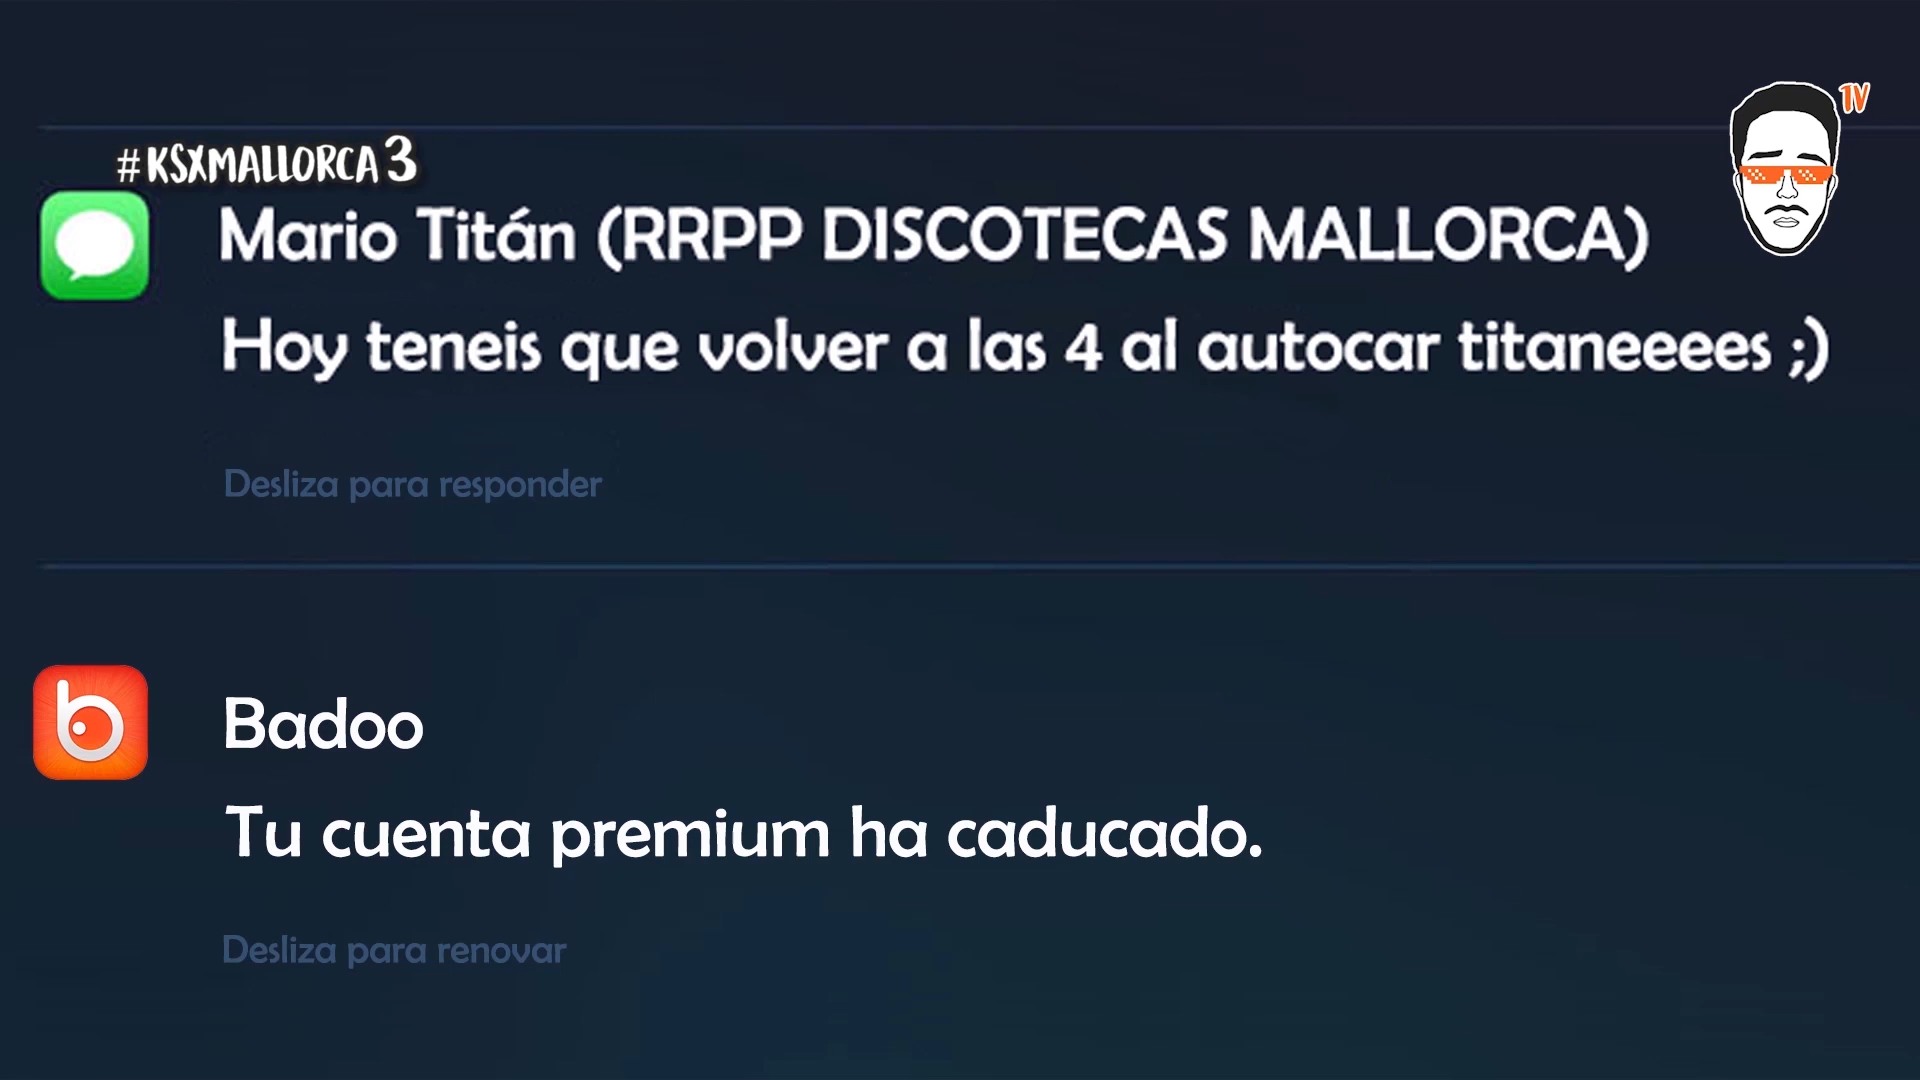 TV
#KSXMALLORCA3
Mario Titán (RRPP DISCOTECAS MALLORCA)
Hoy teneis que volver a las 4 al autocar titaneeees ;)
Desliza para responder
Badoo
Tu cuenta premium ha caducado.
Desliza para renovar